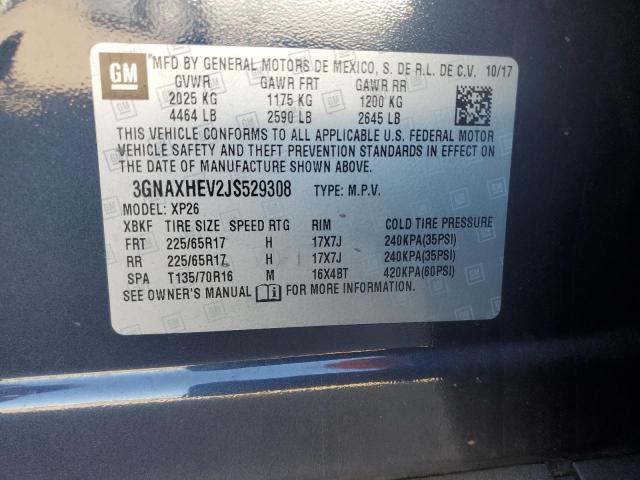 GM
MFD BY GENERAL MOTORS DE MEXICO, S. DE R.L. DE C.V. 10/17
GVWR GAWR FRT GAWR RR
2025 KG 1175 KG 1200 KG
4464 LB 2590 LB 2645 LB
THIS VEHICLE CONFORMS TO ALL APPLICABLE U.S. FEDERAL MOTOR
VEHICLE SAFETY AND THEFT PREVENTION STANDARDS IN EFFECT ON THE
DATE OF MANUFACTURE SHOWN ABOVE.
3GNAXHEV2JS529308 TYPE: M.P.V.
MODEL: XP26
XBKF TIRE SIZE SPEED RTG RIM COLD TIRE PRESSURE
FRT 225/65R17 H 17X7J 240KPA(35PSI)
RR 225/65R17 H 17X7J 240KPA(35PSI)
SPA T135/70R16 M 16X4BT 420KPA(60PSI)
SEE OWNER'S MANUAL FOR MORE INFORMATION.